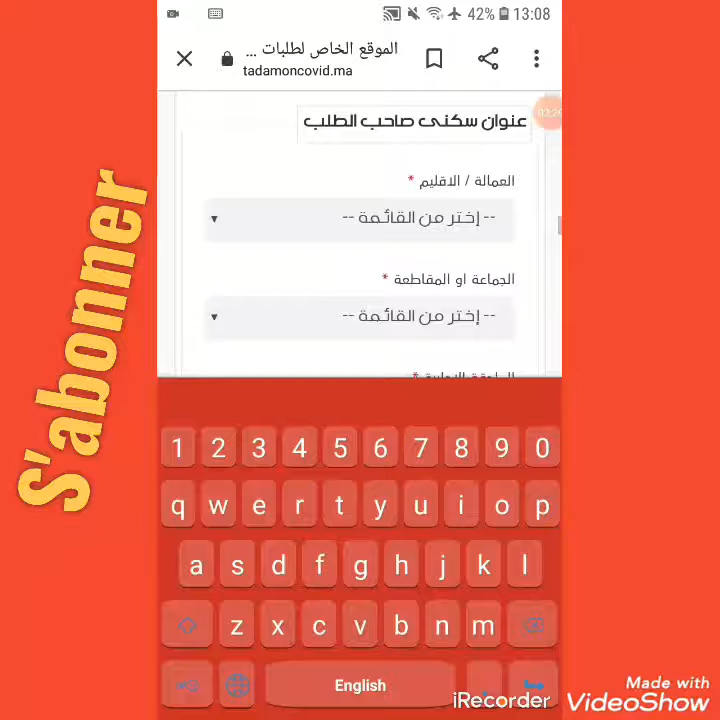 42% 13:08
الموقع الخاص لطلبات ...
tadamoncovid.ma
عنوان سكنى صاحب الطلب
العمالة / الاقليم *
-- إختر من القائمة --
الجماعة او المقاطعة *
-- إختر من القائمة --
S'abonner
1 2 3 4 5 6 7 8 9 0
q w e r t y u i o p
a s d f g h j k l
z x c v b n m
English
iRecorder
Made with
VideoShow